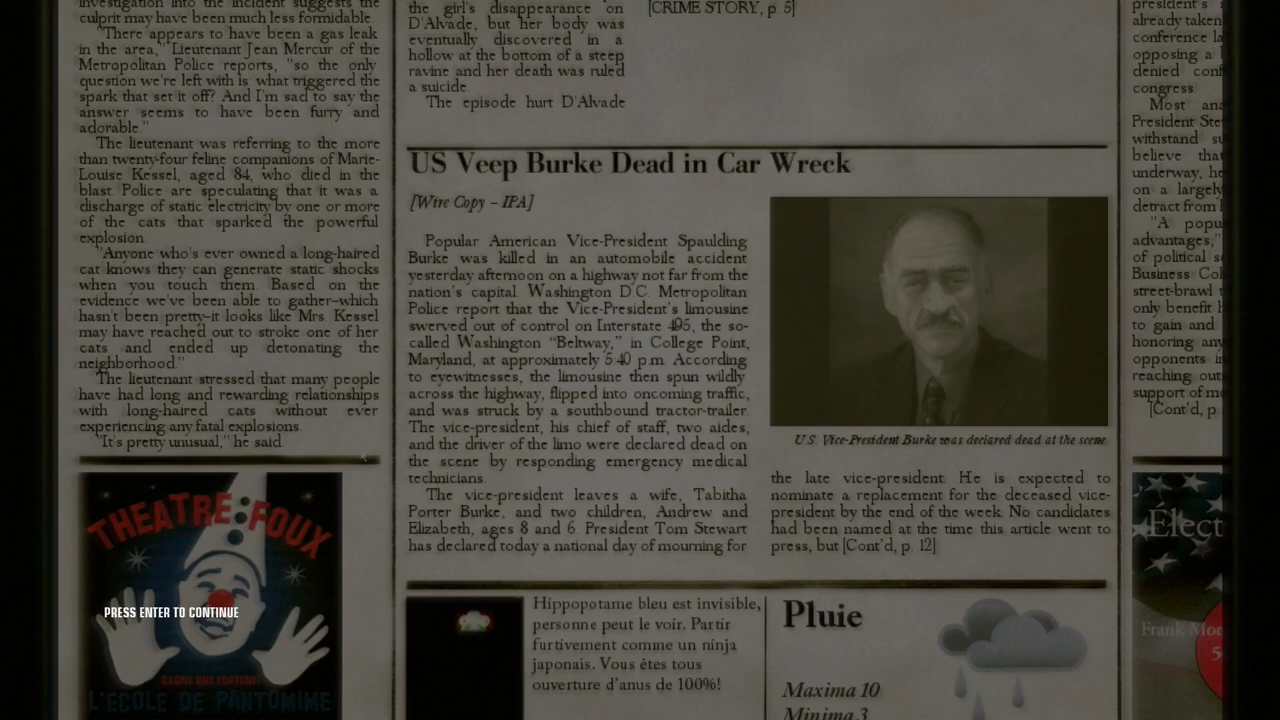 investigation into the incident suggests the
culprit may have been much less formidable.
"There appears to have been a gas leak
in the area," Lieutenant Jean Mercur of the
Metropolitan Police reports, "so the only
question we're left with is: what triggered the
spark that set it off? And I'm sad to say the
answer seems to have been furry and
adorable."
The lieutenant was referring to the more
than twenty-four feline companions of Marie-
Louise Kessel, aged 84, who died in the
blast. Police are speculating that it was a
discharge of static electricity by one or more
of the cats that sparked the powerful
explosion.
"Anyone who's ever owned a long-haired
cat knows they can generate static shocks
when you touch them. Based on the
evidence we've been able to gather–which
hasn't been pretty–it looks like Mrs. Kessel
may have reached out to stroke one of her
cats and ended up detonating the
neighborhood."
The lieutenant stressed that many people
have had long and rewarding relationships
with long-haired cats without ever
experiencing any fatal explosions.
"It's pretty unusual," he said.
THEATRE FOUX
PRESS ENTER TO CONTINUE
L'ECOLE DE PANTOMIME
the girl's disappearance on
D'Alvade, but her body was
eventually discovered in a
hollow at the bottom of a steep
ravine and her death was ruled
a suicide.
The episode hurt D'Alvade
[CRIME STORY, p. 5]
US Veep Burke Dead in Car Wreck
[Wire Copy – IPA]
Popular American Vice-President Spaulding
Burke was killed in an automobile accident
yesterday afternoon on a highway not far from the
nation's capital. Washington D.C. Metropolitan
Police report that the Vice-President's limousine
swerved out of control on Interstate 495, the so-
called Washington "Beltway," in College Point,
Maryland, at approximately 5:40 p.m. According
to eyewitnesses, the limousine then spun wildly
across the highway, flipped into oncoming traffic,
and was struck by a southbound tractor-trailer.
The vice-president, his chief of staff, two aides,
and the driver of the limo were declared dead on
the scene by responding emergency medical
technicians.
The vice-president leaves a wife, Tabitha
Porter Burke, and two children, Andrew and
Elizabeth, ages 8 and 6. President Tom Stewart
has declared today a national day of mourning for
U.S. Vice-President Burke was declared dead at the scene.
the late vice-president. He is expected to
nominate a replacement for the deceased vice-
president by the end of the week. No candidates
had been named at the time this article went to
press, but [Cont'd, p. 12]
Hippopotame bleu est invisible,
personne peut le voir. Partir
furtivement comme un ninja
japonais. Vous êtes tous
ouverture d'anus de 100%!
Pluie
Maxima 10
Minima 3
president's
already taken
conference la
opposing a
denied conf
congress.
Most ana
President Ste
withstand su
believe that
underway, he
on a largely
detract from h
"A popu
advantages,"
of political s
Business Col
street-brawl t
only benefit h
to gain and
honoring any
opponents i
reaching out
support of mo
[Cont'd, p.
Elect
Frank Mor
5